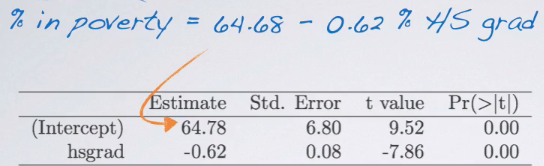 % in poverty = 64.68 - 0.62 % HS grad
Estimate Std. Error t value Pr(>|t|)
(Intercept) 64.78 6.80 9.52 0.00
hsgrad -0.62 0.08 -7.86 0.00